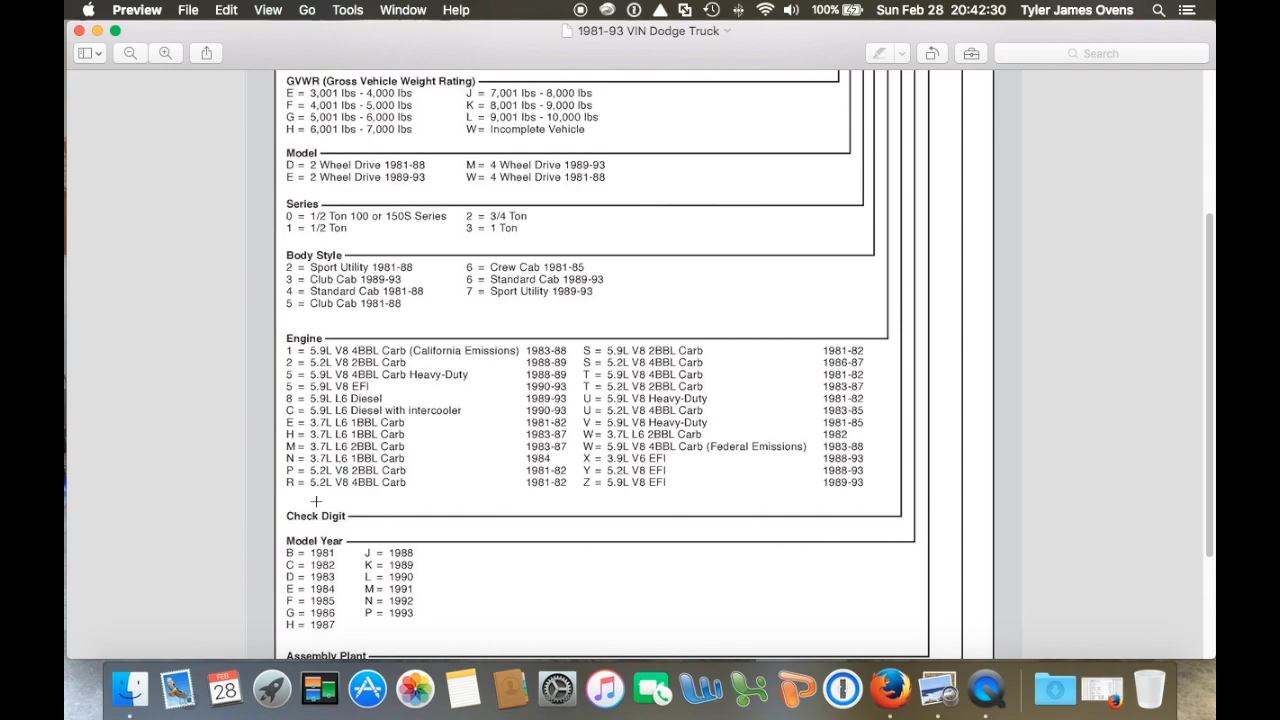 Preview File Edit View Go Tools Window Help 100% Sun Feb 28 20:42:30 Tyler James Ovens
1981-93 VIN Dodge Truck
Search
GVWR (Gross Vehicle Weight Rating)
E = 3,001 lbs - 4,000 lbs J = 7,001 - 8,000 lbs
F = 4,001 lbs - 5,000 lbs K = 8,001 lbs - 9,000 lbs
G = 5,001 lbs - 6,000 lbs L = 9,001 lbs - 10,000 lbs
H = 6,001 lbs - 7,000 lbs W = Incomplete Vehicle
Model
D = 2 Wheel Drive 1981-88 M = 4 Wheel Drive 1989-93
E = 2 Wheel Drive 1989-93 W = 4 Wheel Drive 1981-88
Series
0 = 1/2 Ton 100 or 150S Series 2 = 3/4 Ton
1 = 1/2 Ton 3 = 1 Ton
Body Style
2 = Sport Utility 1981-88 6 = Crew Cab 1981-85
3 = Club Cab 1989-93 6 = Standard Cab 1989-93
4 = Standard Cab 1981-88 7 = Sport Utility 1989-93
5 = Club Cab 1981-88
Engine
1 = 5.9L V8 4BBL Carb (California Emissions) 1983-88 S = 5.9L V8 2BBL Carb 1981-82
2 = 5.2L V8 2BBL Carb 1988-89 S = 5.2L V8 4BBL Carb 1986-87
5 = 5.9L V8 4BBL Carb Heavy-Duty 1988-89 T = 5.9L V8 4BBL Carb 1981-82
5 = 5.9L V8 EFI 1990-93 T = 5.2L V8 2BBL Carb 1983-87
8 = 5.9L L6 Diesel 1989-93 U = 5.9L V8 Heavy-Duty 1981-82
C = 5.9L L6 Diesel with intercooler 1990-93 U = 5.2L V8 4BBL Carb 1983-85
E = 3.7L L6 1BBL Carb 1981-82 V = 5.9L V8 Heavy-Duty 1981-85
H = 3.7L L6 1BBL Carb 1983-87 W = 3.7L L6 2BBL Carb 1982
M = 3.7L L6 2BBL Carb 1983-87 W = 5.9L V8 4BBL Carb (Federal Emissions) 1983-88
N = 3.7L L6 1BBL Carb 1984 X = 3.9L V6 EFI 1988-93
P = 5.2L V8 2BBL Carb 1981-82 Y = 5.2L V8 EFI 1988-93
R = 5.2L V8 4BBL Carb 1981-82 Z = 5.9L V8 EFI 1989-93
Check Digit
Model Year
B = 1981 J = 1988
C = 1982 K = 1989
D = 1983 L = 1990
E = 1984 M = 1991
F = 1985 N = 1992
G = 1986 P = 1993
H = 1987
Assembly Plant
FEB
28